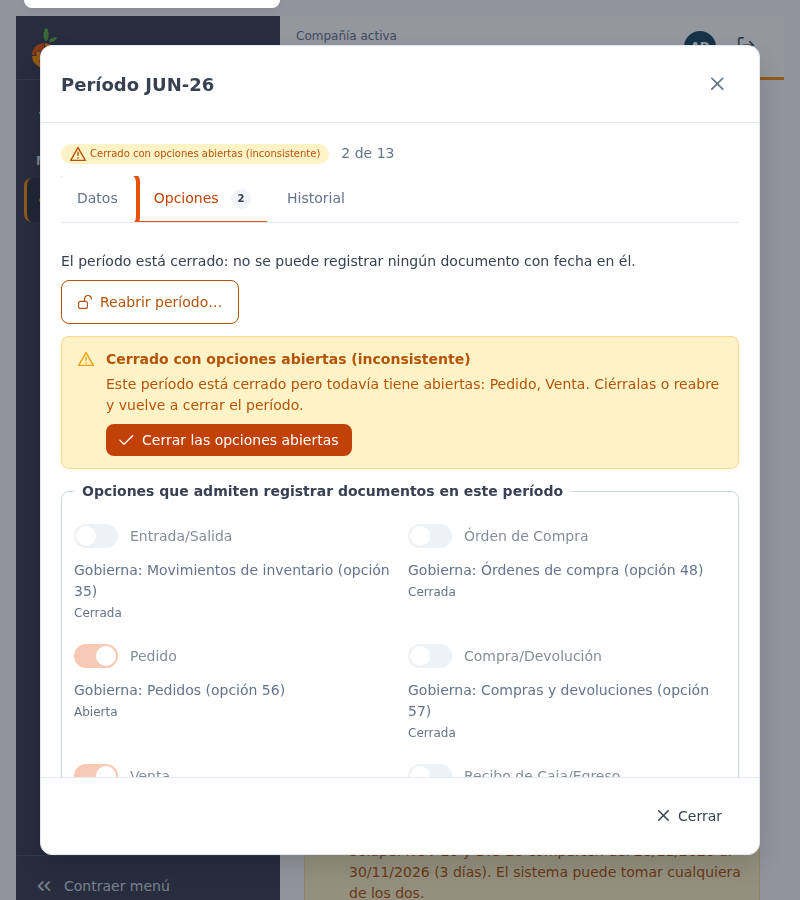 Compañía activa
Período JUN-26
Cerrado con opciones abiertas (inconsistente) 2 de 13
Datos Opciones 2 Historial
El período está cerrado: no se puede registrar ningún documento con fecha en él.
Reabrir período...
Cerrado con opciones abiertas (inconsistente)
Este período está cerrado pero todavía tiene abiertas: Pedido, Venta. Ciérralas o reabre
y vuelve a cerrar el período.
Cerrar las opciones abiertas
Opciones que admiten registrar documentos en este período
Entrada/Salida Órden de Compra
Gobierna: Movimientos de inventario (opción
35)
Cerrada
Gobierna: Órdenes de compra (opción 48)
Cerrada
Pedido Compra/Devolución
Gobierna: Pedidos (opción 56)
Abierta
Gobierna: Compras y devoluciones (opción
57)
Cerrada
Venta Recibo de Caja/Egreso
Cerrar
30/11/2026 (3 días). El sistema puede tomar cualquiera
de los dos.
Contraer menú